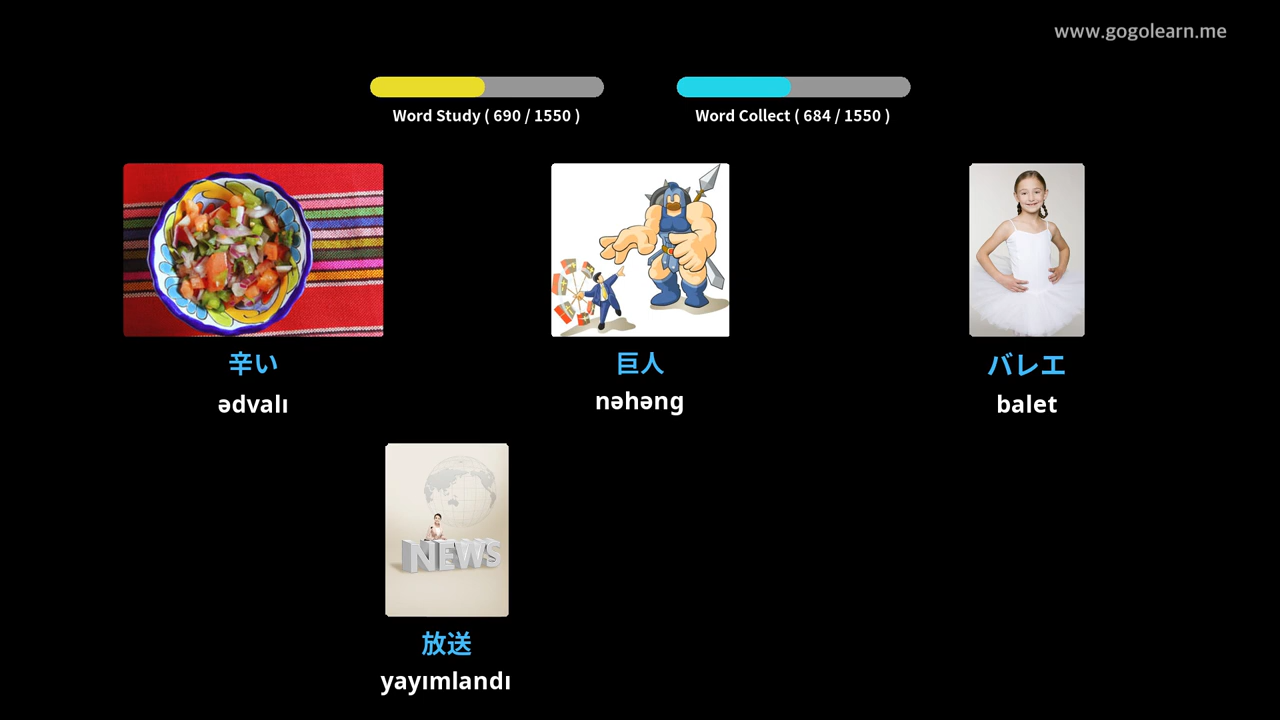 www.gogolearn.me
Word Study ( 690 / 1550 )
Word Collect ( 684 / 1550 )
辛い
ədvalı
巨人
nəhəng
バレエ
balet
NEWS
放送
yayımlandı